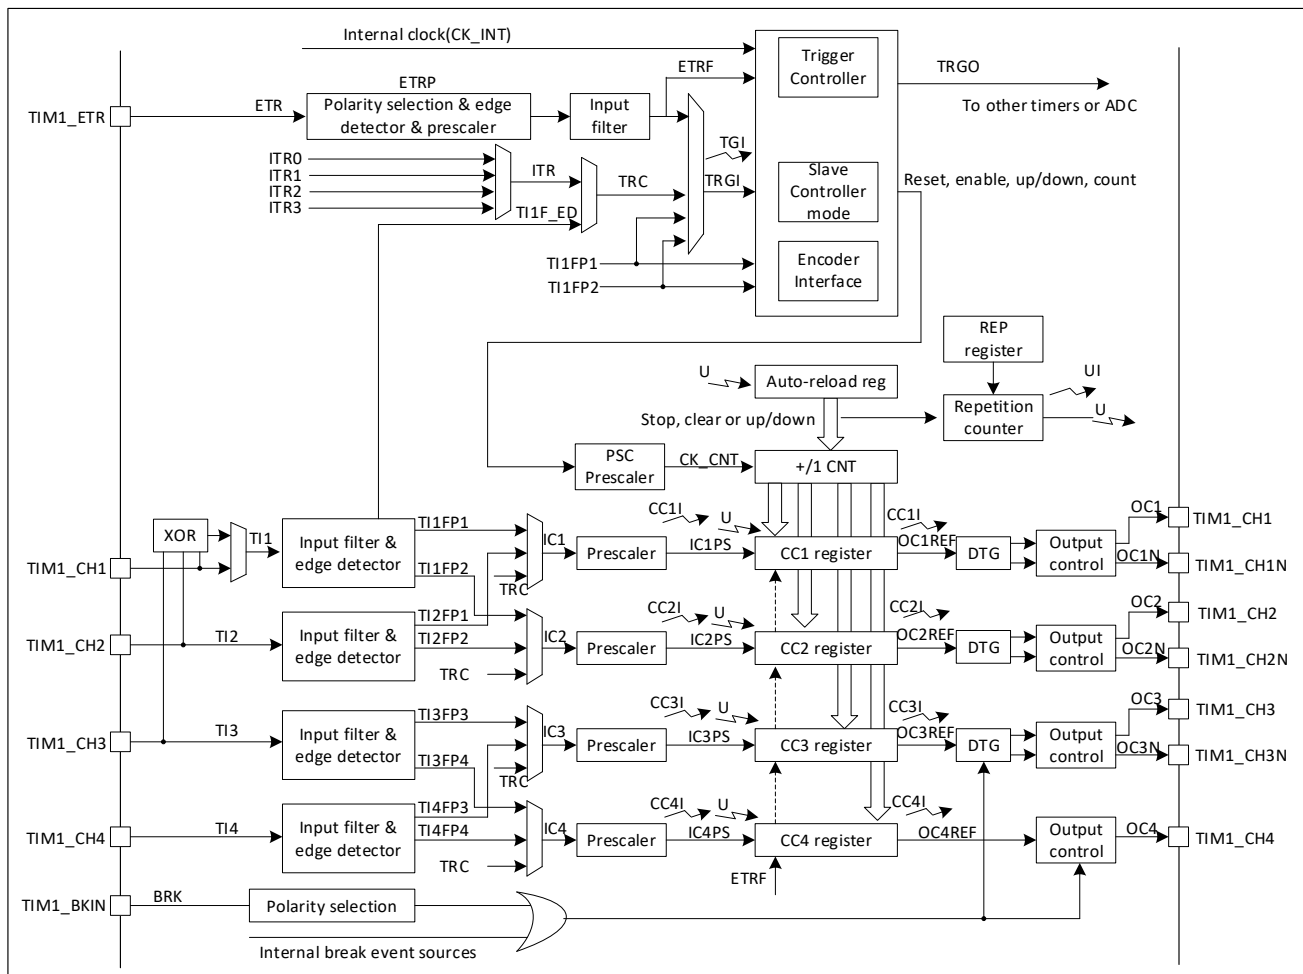 Internal clock(CK_INT)
Trigger
Controller
ETRF
TRGO
ETRP
To other timers or ADC
TIM1_ETR
ETR
Polarity selection & edge
detector & prescaler
Input
filter
TGI
ITR0
ITR1
ITR2
ITR3
ITR
TRC
TRGI
Slave
Controller
mode
Reset, enable, up/down, count
TI1F_ED
TI1FP1
TI1FP2
Encoder
Interface
REP
register
U
Auto-reload reg
UI
Stop, clear or up/down
Repetition
counter
U
PSC
Prescaler
CK_CNT
+/1 CNT
XOR
TI1
Input filter &
edge detector
TI1FP1
TI1FP2
IC1
TRC
Prescaler
CC1I
U
IC1PS
CC1 register
CC1I
OC1REF
DTG
Output
control
OC1
OC1N
TIM1_CH1
TIM1_CH1N
TIM1_CH1
TIM1_CH2
TI2
Input filter &
edge detector
TI2FP1
TI2FP2
TRC
IC2
Prescaler
CC2I
U
IC2PS
CC2 register
CC2I
OC2REF
DTG
Output
control
OC2
OC2N
TIM1_CH2
TIM1_CH2N
TIM1_CH3
TI3
Input filter &
edge detector
TI3FP3
TI3FP4
IC3
TRC
Prescaler
CC3I
U
IC3PS
CC3 register
CC3I
OC3REF
DTG
Output
control
OC3
OC3N
TIM1_CH3
TIM1_CH3N
TIM1_CH4
TI4
Input filter &
edge detector
TI4FP3
TI4FP4
TRC
IC4
Prescaler
CC4I
U
IC4PS
CC4 register
CC4I
OC4REF
Output
control
OC4
TIM1_CH4
ETRF
TIM1_BKIN
BRK
Polarity selection
Internal break event sources